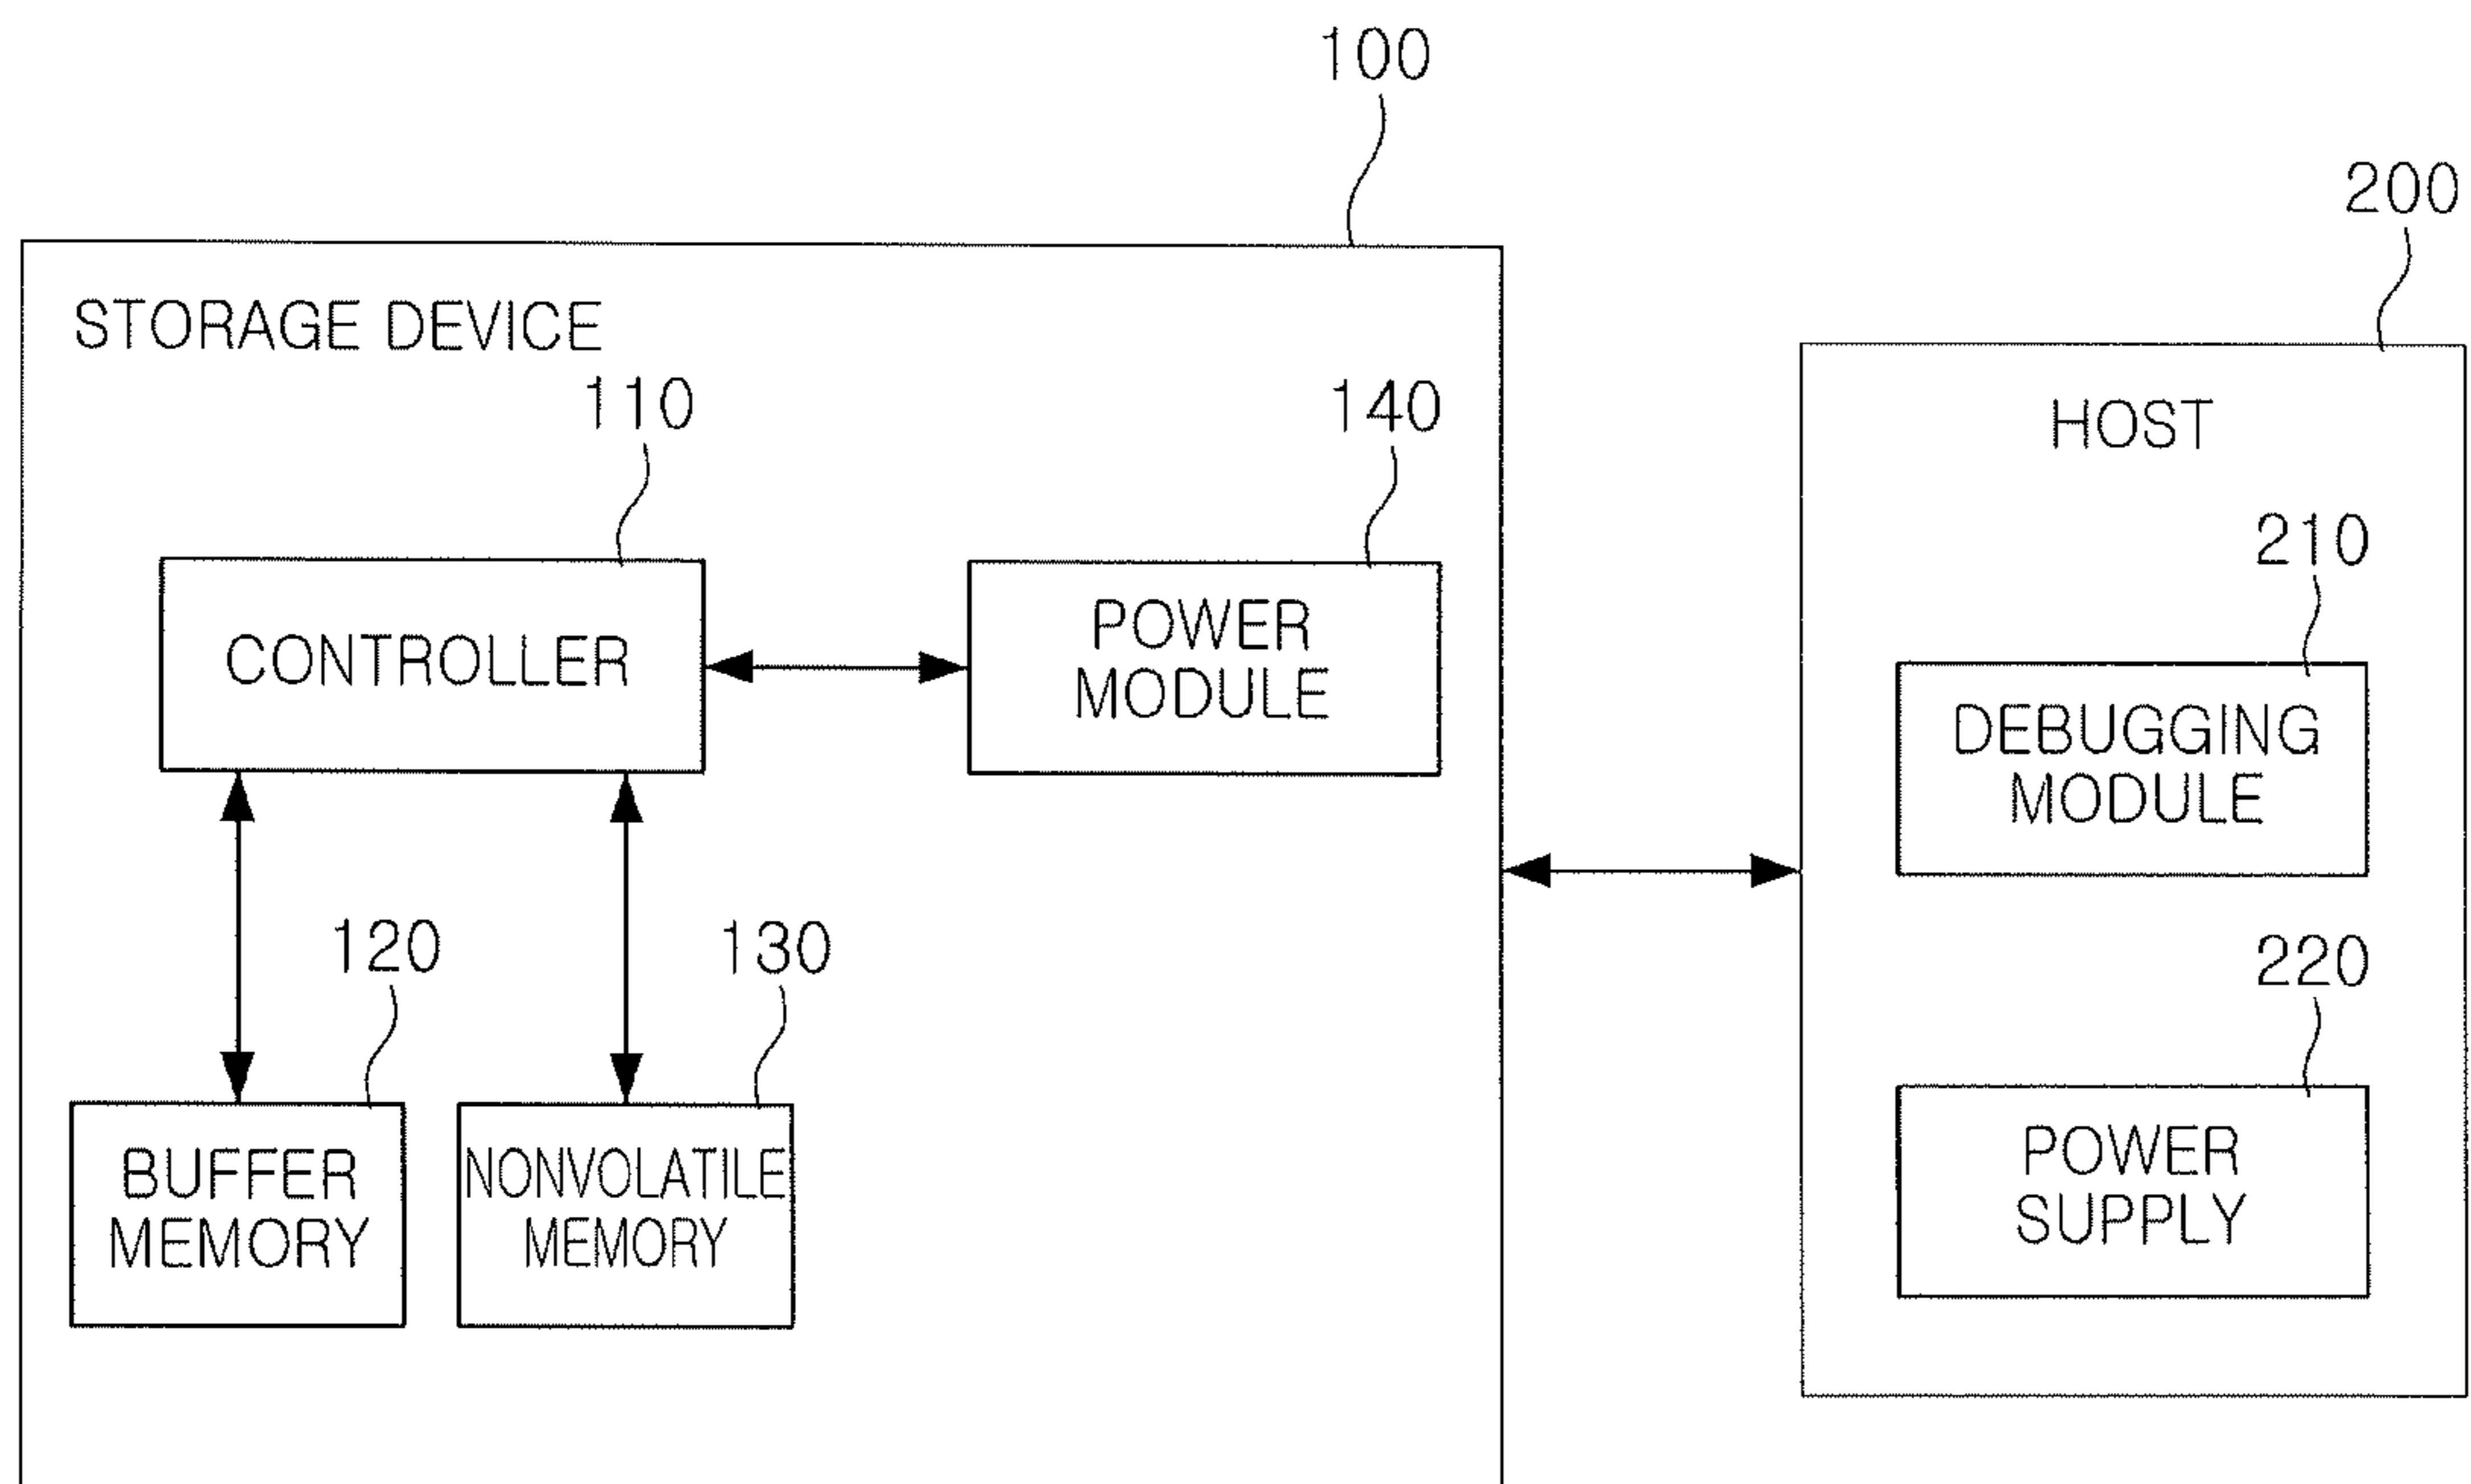 100
200
STORAGE DEVICE
110
140
HOST
210
CONTROLLER
POWER
MODULE
DEBUGGING
MODULE
120
130
220
BUFFER
MEMORY
NONVOLATILE
MEMORY
POWER
SUPPLY